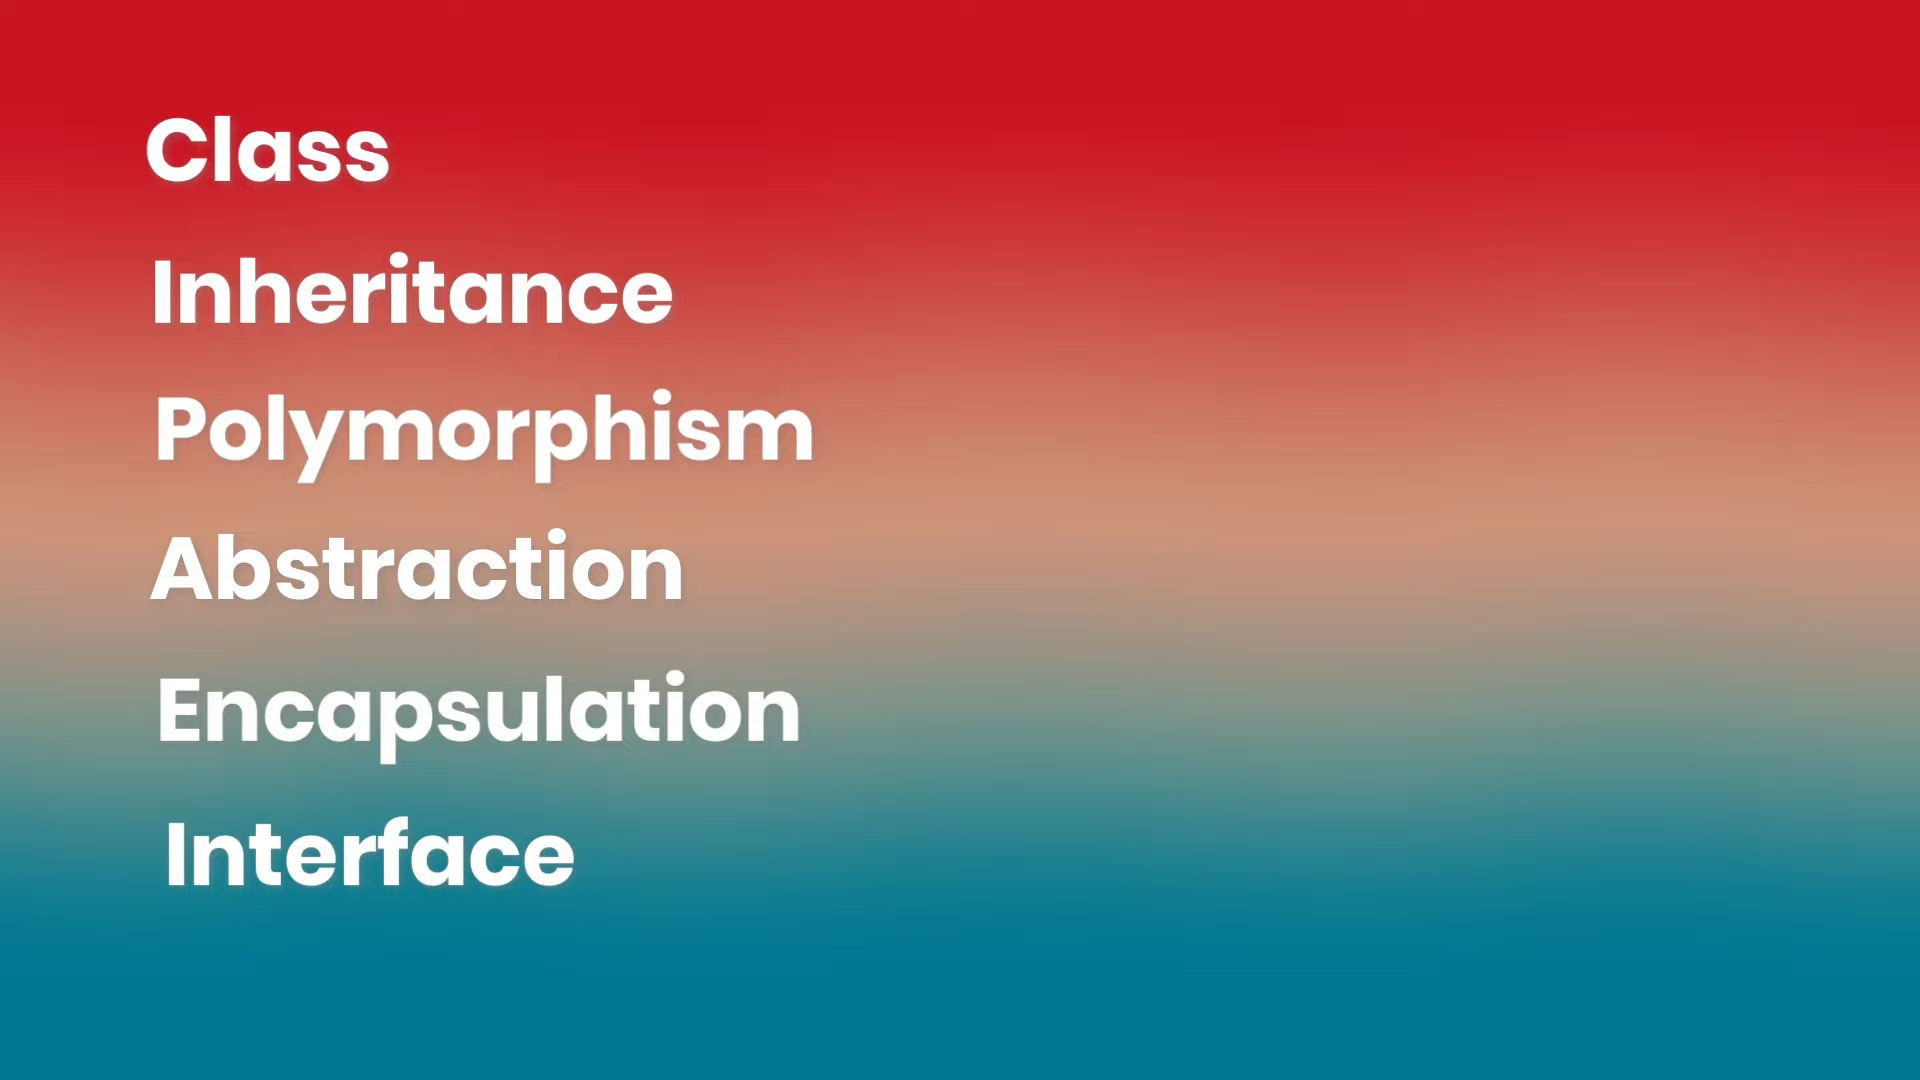 Class
Inheritance
Polymorphism
Abstraction
Encapsulation
Interface